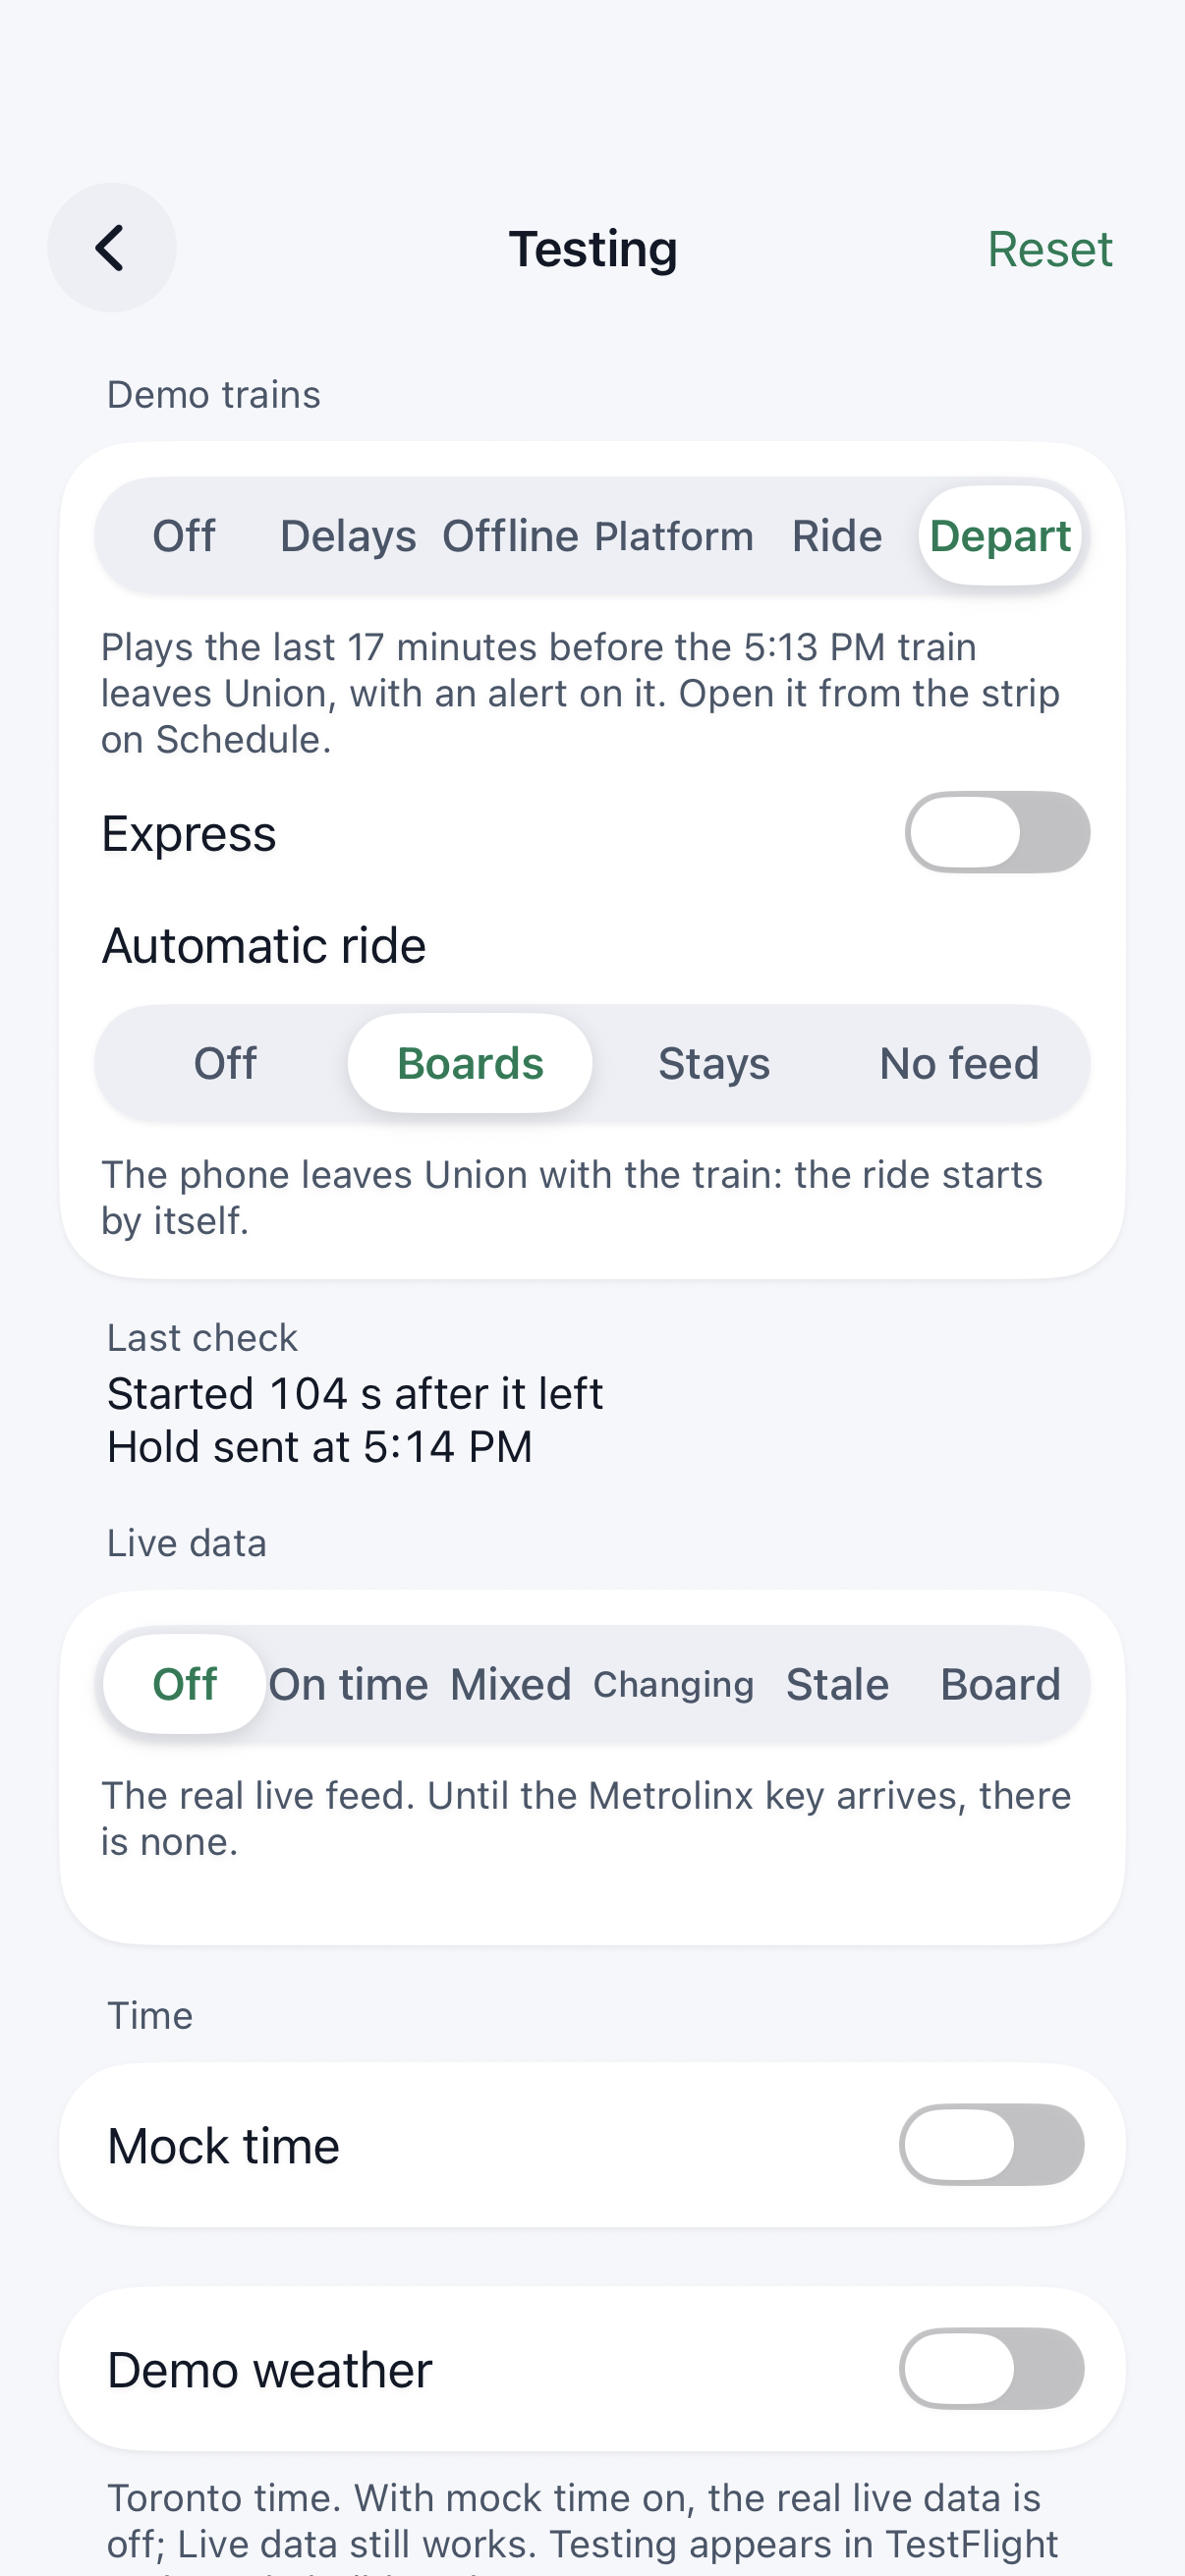 Testing
Reset
Demo trains
Off Delays Offline Platform Ride Depart
Plays the last 17 minutes before the 5:13 PM train
leaves Union, with an alert on it. Open it from the strip
on Schedule.
Express
Automatic ride
Off Boards Stays No feed
The phone leaves Union with the train: the ride starts
by itself.
Last check
Started 104 s after it left
Hold sent at 5:14 PM
Live data
Off On time Mixed Changing Stale Board
The real live feed. Until the Metrolinx key arrives, there
is none.
Time
Mock time
Demo weather
Toronto time. With mock time on, the real live data is
off; Live data still works. Testing appears in TestFlight